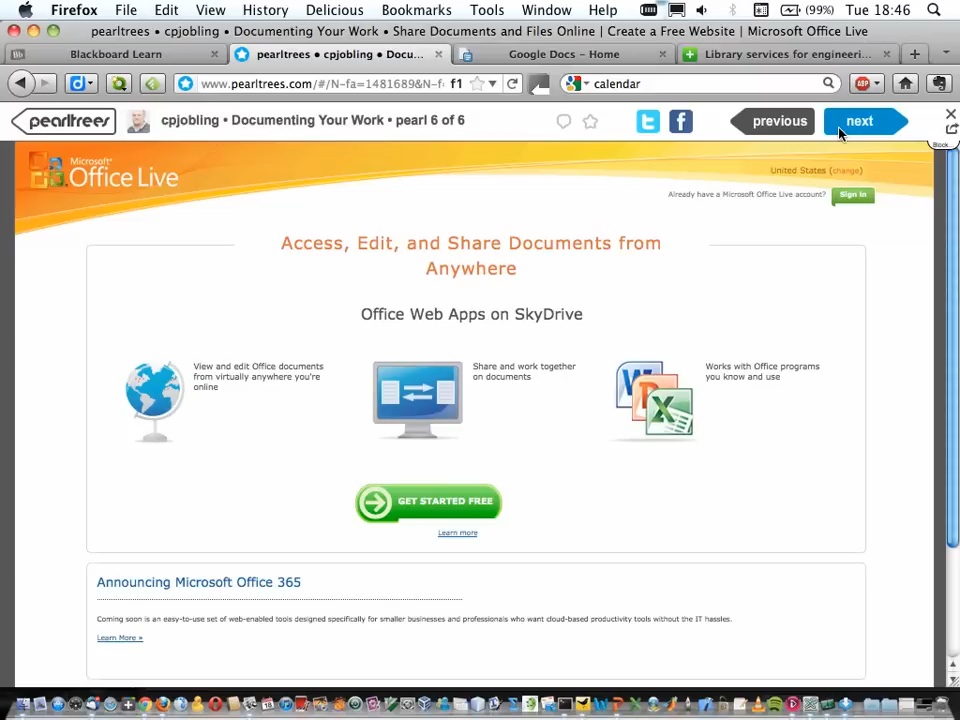 Firefox File Edit View History Delicious Bookmarks Tools Window Help (99%) Tue 18:46
pearltrees • cpjobling • Documenting Your Work • Share Documents and Files Online | Create a Free Website | Microsoft Office Live
Blackboard Learn pearltrees • cpjobling • Docu... Google Docs - Home Library services for engineeri...
www.pearltrees.com/#/N-fa=1481689&N-f f1 calendar ABP
pearltrees cpjobling • Documenting Your Work • pearl 6 of 6 previous next
Block
Microsoft®
Office Live
United States (change)
Already have a Microsoft Office Live account? Sign in
Access, Edit, and Share Documents from
Anywhere
Office Web Apps on SkyDrive
View and edit Office documents
from virtually anywhere you're
online
Share and work together
on documents
Works with Office programs
you know and use
GET STARTED FREE
Learn more
Announcing Microsoft Office 365
Coming soon is an easy-to-use set of web-enabled tools designed specifically for smaller businesses and professionals who want cloud-based productivity tools without the IT hassles.
Learn More »